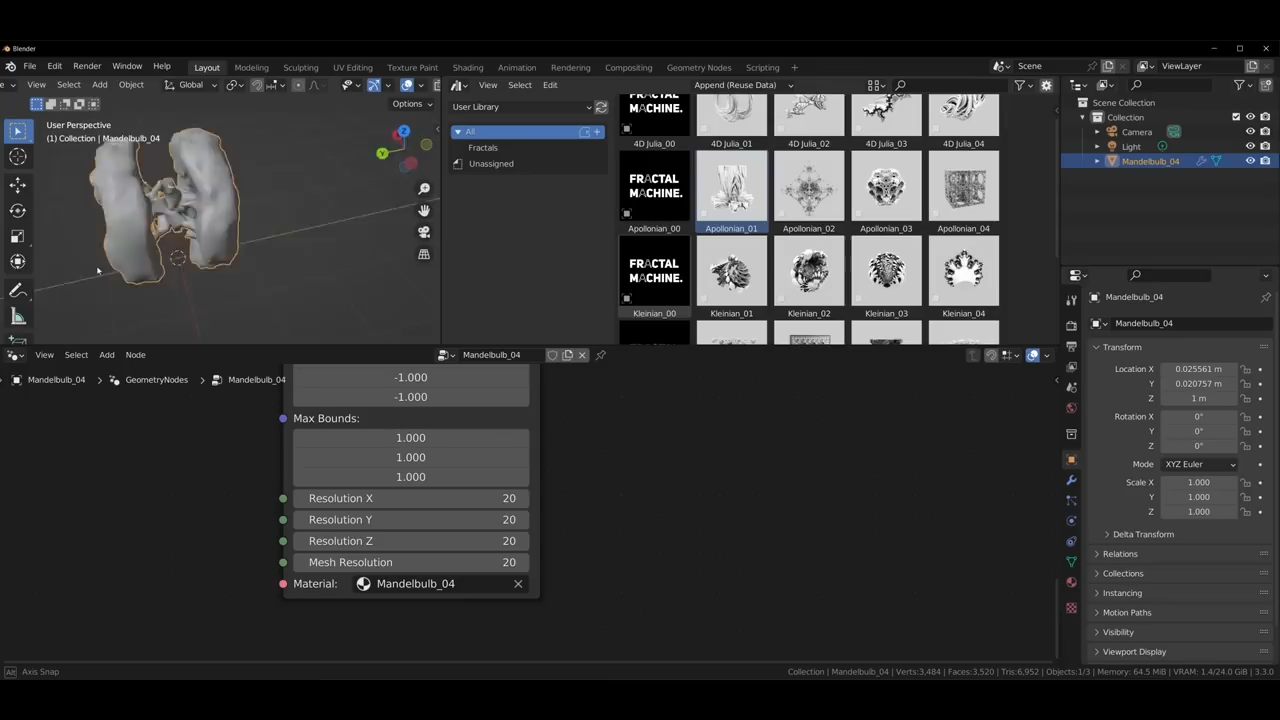 Blender
File Edit Render Window Help Layout Modeling Sculpting UV Editing Texture Paint Shading Animation Rendering Compositing Geometry Nodes Scripting + Scene ViewLayer
View Select Add Object Global
Options
User Perspective
(1) Collection | Mandelbulb_04
Z
Y
View Select Edit Append (Reuse Data)
User Library
All
Fractals
Unassigned
MACHINE.
4D Julia_00 4D Julia_01 4D Julia_02 4D Julia_03 4D Julia_04
FRACTAL
MACHINE.
Apollonian_00 Apollonian_01 Apollonian_02 Apollonian_03 Apollonian_04
FRACTAL
MACHINE.
Kleinian_00 Kleinian_01 Kleinian_02 Kleinian_03 Kleinian_04
Scene Collection
Collection
Camera
Light
Mandelbulb_04
View Select Add Node Mandelbulb_04
Mandelbulb_04 > GeometryNodes > Mandelbulb_04
-1.000
-1.000
Max Bounds:
1.000
1.000
1.000
Resolution X 20
Resolution Y 20
Resolution Z 20
Mesh Resolution 20
Material: Mandelbulb_04
Mandelbulb_04
Mandelbulb_04
Transform
Location X 0.025561 m
Y 0.020757 m
Z 1 m
Rotation X 0°
Y 0°
Z 0°
Mode XYZ Euler
Scale X 1.000
Y 1.000
Z 1.000
Delta Transform
Relations
Collections
Instancing
Motion Paths
Visibility
Viewport Display
Alt Axis Snap
Collection | Mandelbulb_04 | Verts:3,484 | Faces:3,520 | Tris:6,952 | Objects:1/3 | Memory: 64.5 MiB | VRAM: 1.4/24.0 GiB | 3.3.0